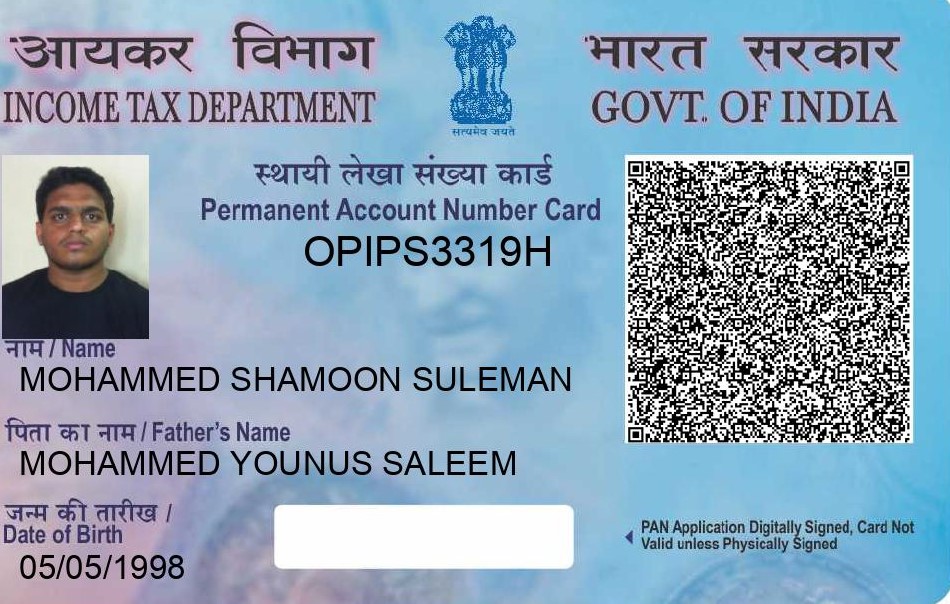 आयकर विभाग
INCOME TAX DEPARTMENT
सत्यमेव जयते
भारत सरकार
GOVT. OF INDIA
स्थायी लेखा संख्या कार्ड
Permanent Account Number Card
OPIPS3319H
नाम / Name
MOHAMMED SHAMOON SULEMAN
पिता का नाम / Father's Name
MOHAMMED YOUNUS SALEEM
जन्म की तारीख /
Date of Birth
05/05/1998
PAN Application Digitally Signed, Card Not
Valid unless Physically Signed